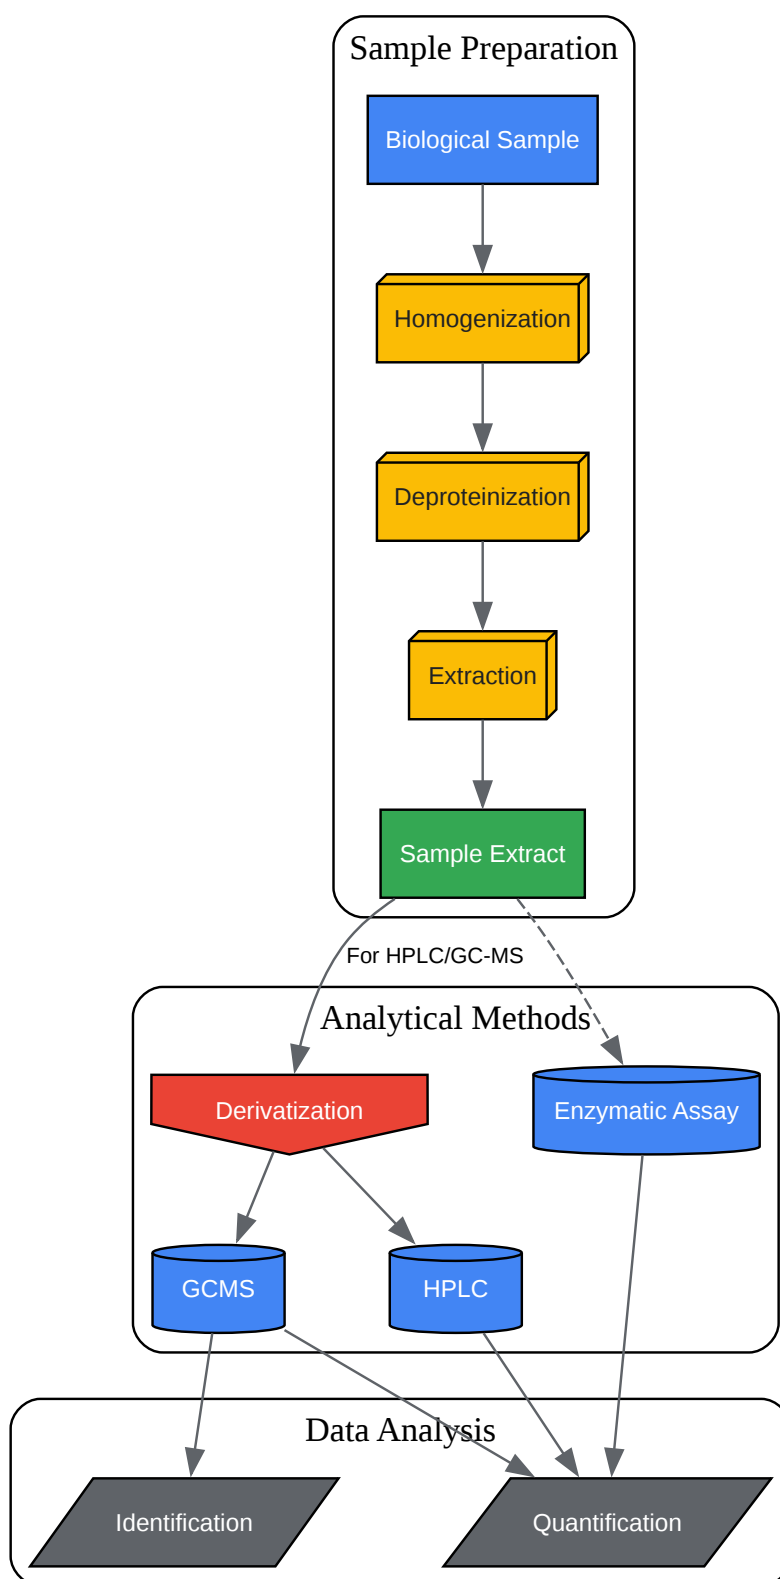 Sample Preparation
Biological Sample
Homogenization
Deproteinization
Extraction
Sample Extract
For HPLC/GC-MS
Analytical Methods
Derivatization
Enzymatic Assay
GCMS
HPLC
Data Analysis
Identification
Quantification